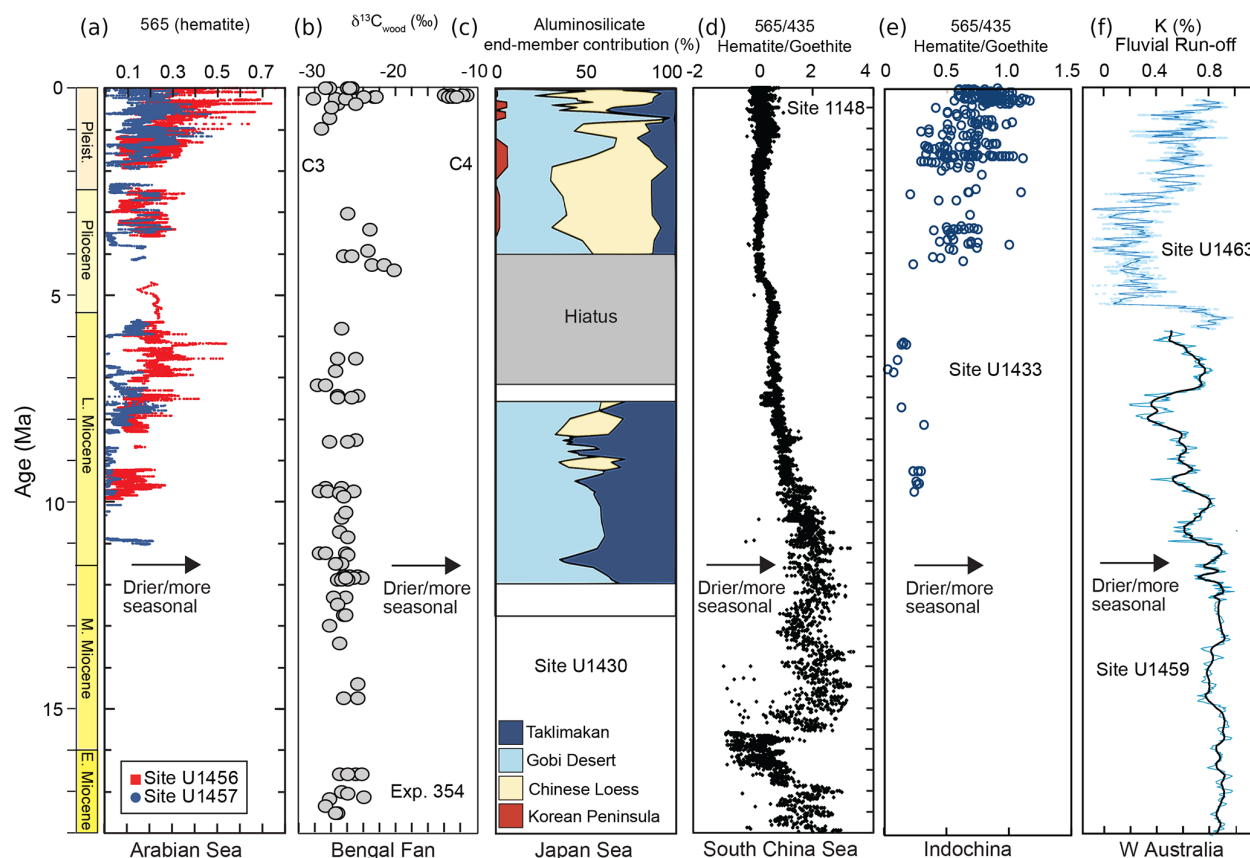 (a)
565 (hematite)
0.1 0.3 0.5 0.7
(b)
δ¹³Cwood (‰)
-30 -20 -10
(c)
Aluminosilicate
end-member contribution (%)
0 50 100
(d)
565/435
Hematite/Goethite
-2 0 2 4 6
(e)
565/435
Hematite/Goethite
0 0.5 1.0 1.5
(f)
K (%)
Fluvial Run-off
0 0.4 0.8
Age (Ma)
0
5
10
15
Pleist.
Pliocene
L. Miocene
M. Miocene
E. Miocene
Drier/more
seasonal
Site U1456
Site U1457
Arabian Sea
C3
C4
Drier/more
seasonal
Exp. 354
Bengal Fan
Hiatus
Site U1430
Taklimakan
Gobi Desert
Chinese Loess
Korean Peninsula
Japan Sea
Site 1148
Drier/more
seasonal
South China Sea
Site U1433
Drier/more
seasonal
Indochina
Site U1463
Drier/more
seasonal
Site U1459
W Australia